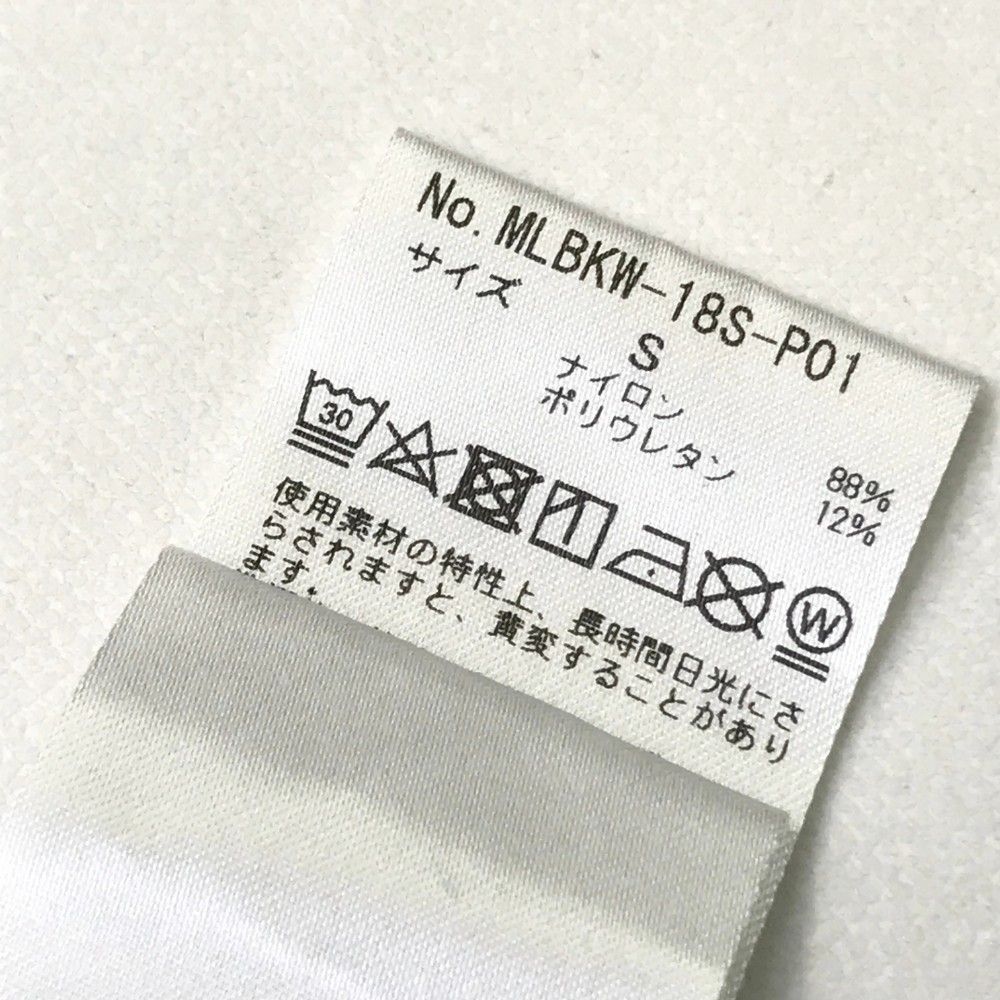 No.MLBKW-18S-P01
サイズ
S
ナイロン 88%
ポリウレタン 12%
30
W
使用素材の特性上、長時間日光にさ
らされますと、黄変することがあり
ます。